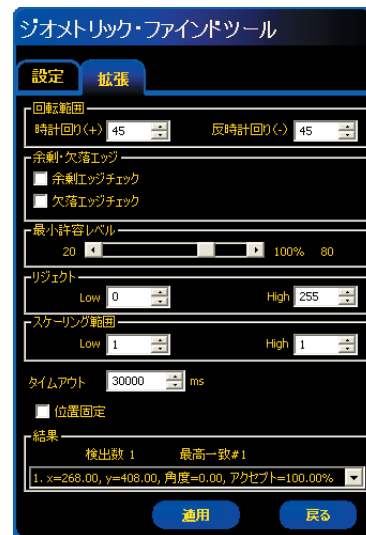 ジオメトリック・ファインドツール
設定 拡張
回転範囲
時計回り(+) 45 反時計回り(-) 45
余剰・欠落エッジ
余剰エッジチェック
欠落エッジチェック
最小許容レベル
20 100% 80
リジェクト
Low 0 High 255
スケーリング範囲
Low 1 High 1
タイムアウト 30000 ms
位置固定
結果
検出数 1 最高一致#1
1. x=268.00, y=408.00, 角度=0.00, アクセプト=100.00%
適用 戻る